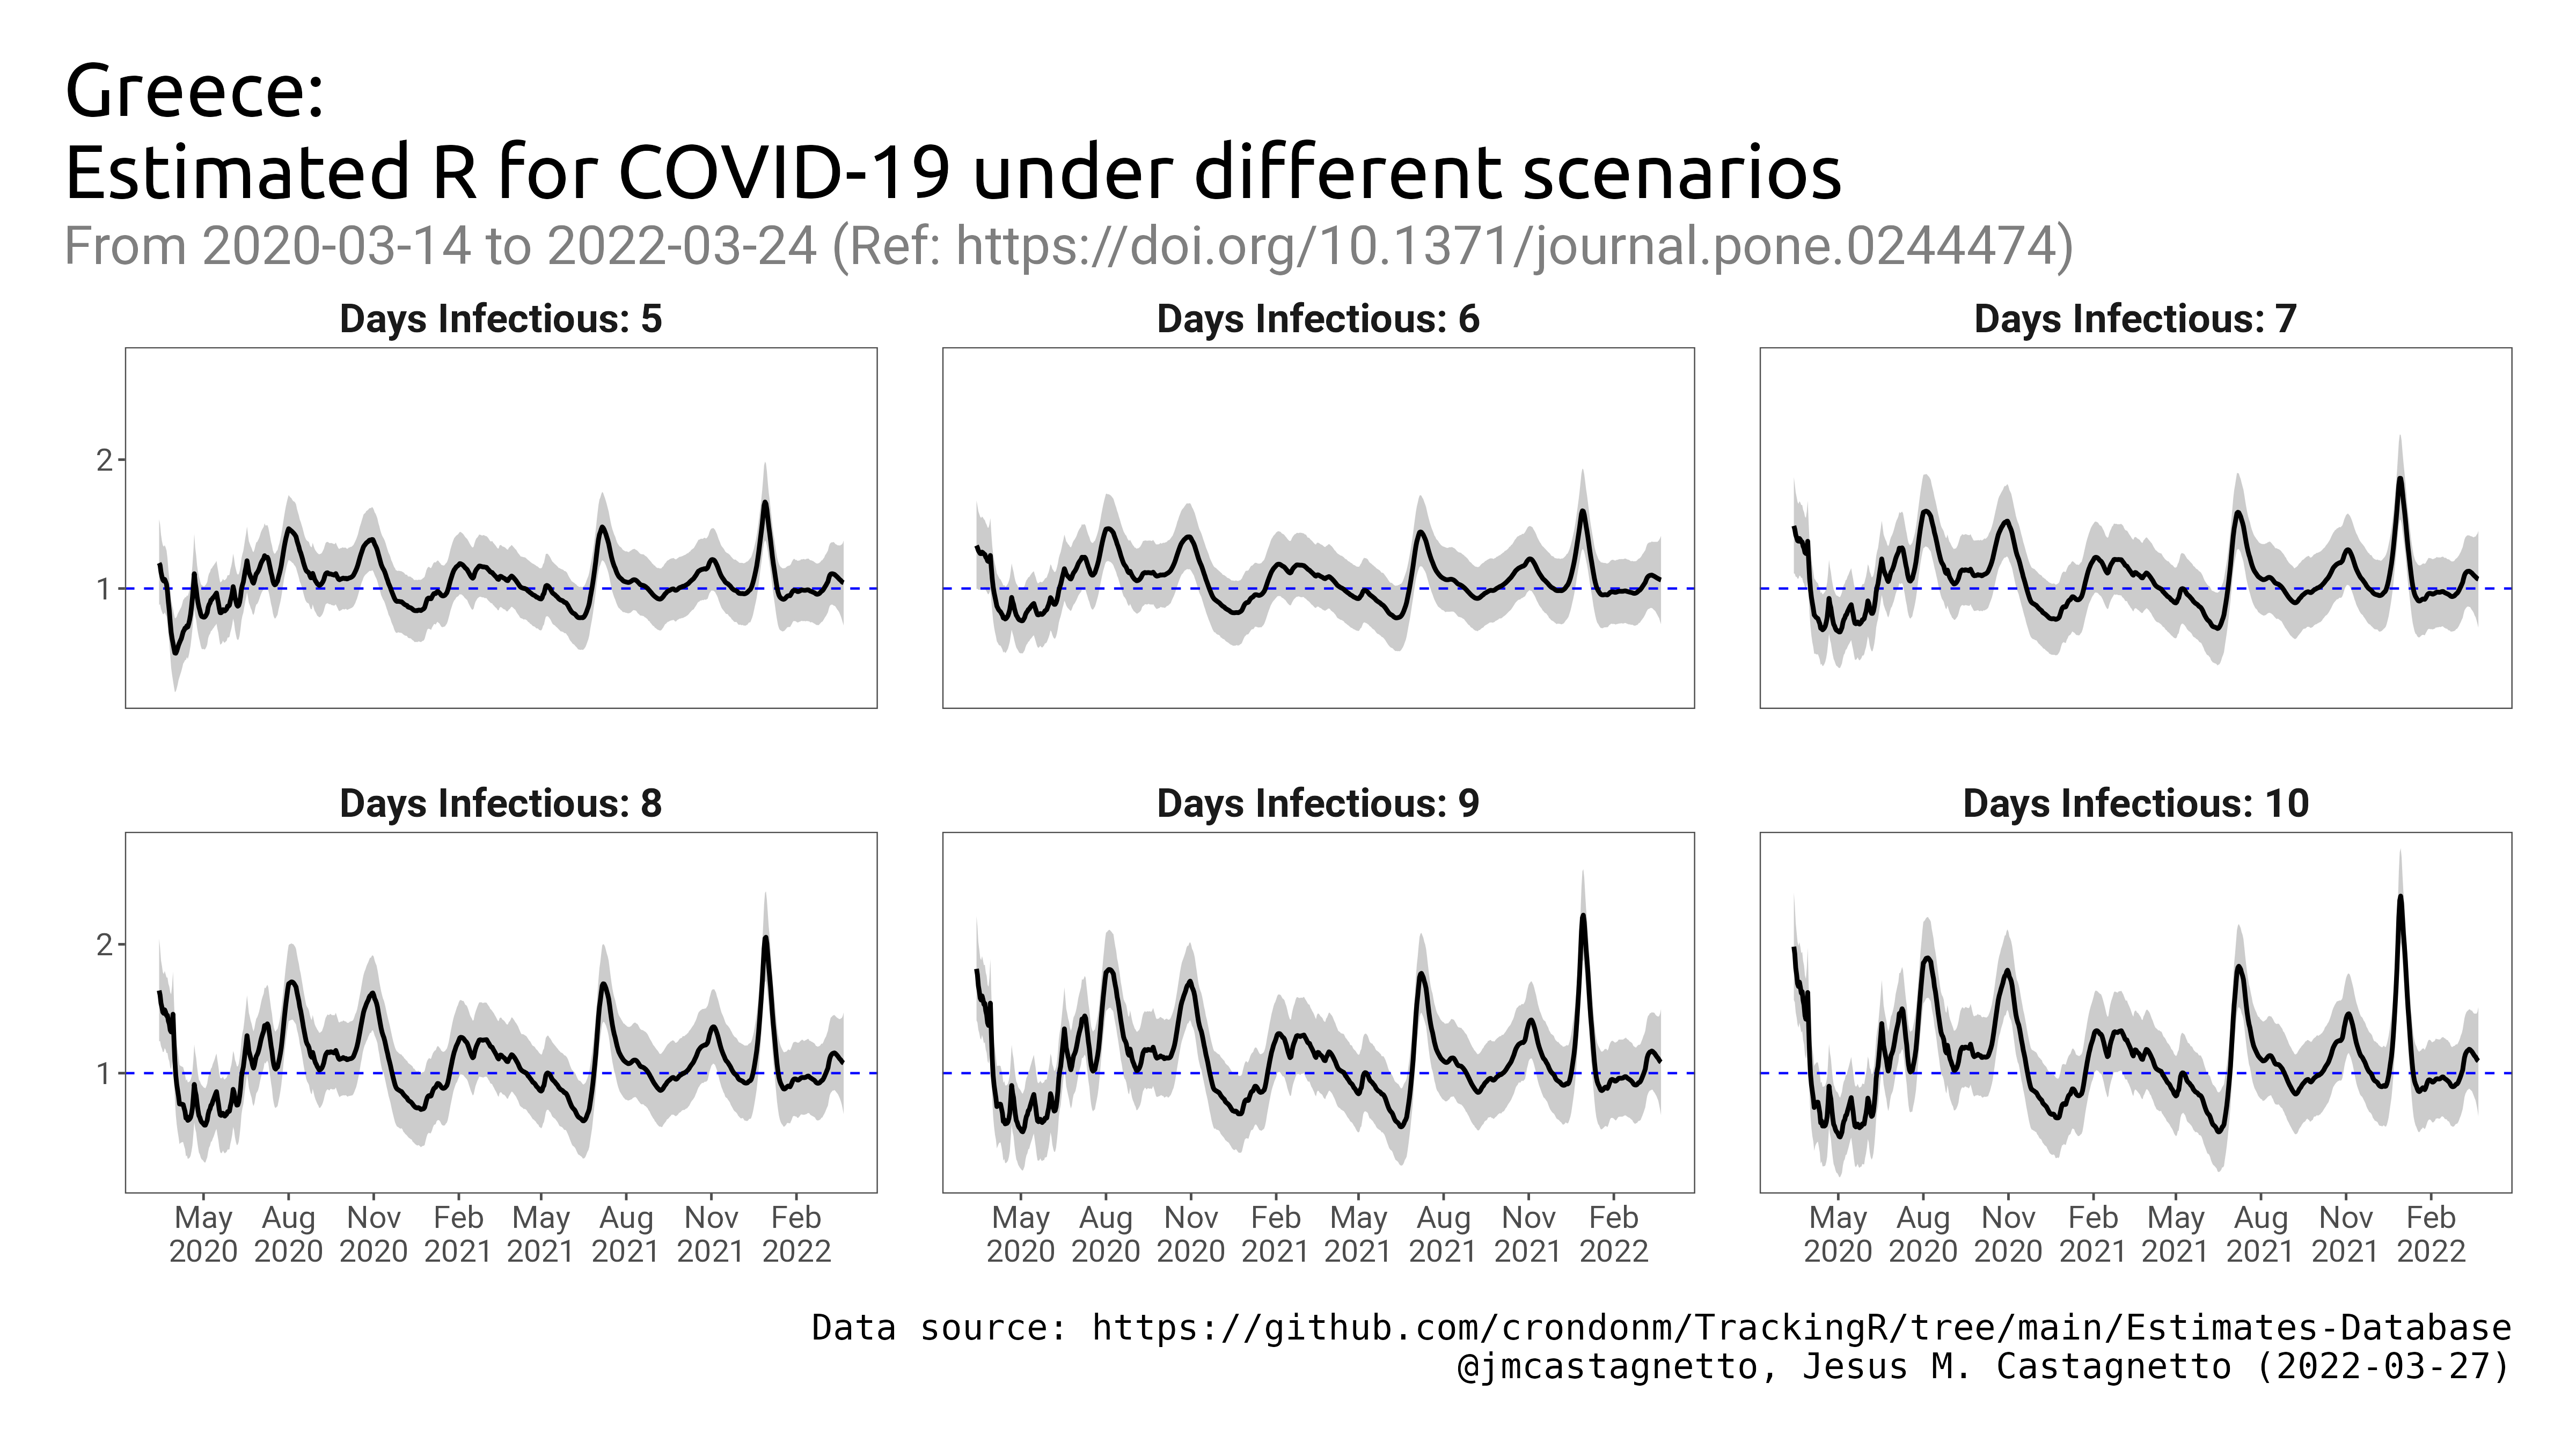 Greece:
Estimated R for COVID-19 under different scenarios
From 2020-03-14 to 2022-03-24 (Ref: https://doi.org/10.1371/journal.pone.0244474)
Days Infectious: 5
Days Infectious: 6
Days Infectious: 7
2
1
Days Infectious: 8
Days Infectious: 9
Days Infectious: 10
2
1
May Aug Nov Feb May Aug Nov Feb
2020 2020 2020 2021 2021 2021 2021 2022
May Aug Nov Feb May Aug Nov Feb
2020 2020 2020 2021 2021 2021 2021 2022
May Aug Nov Feb May Aug Nov Feb
2020 2020 2020 2021 2021 2021 2021 2022
Data source: https://github.com/crondonm/TrackingR/tree/main/Estimates-Database
@jmcastagnetto, Jesus M. Castagnetto (2022-03-27)